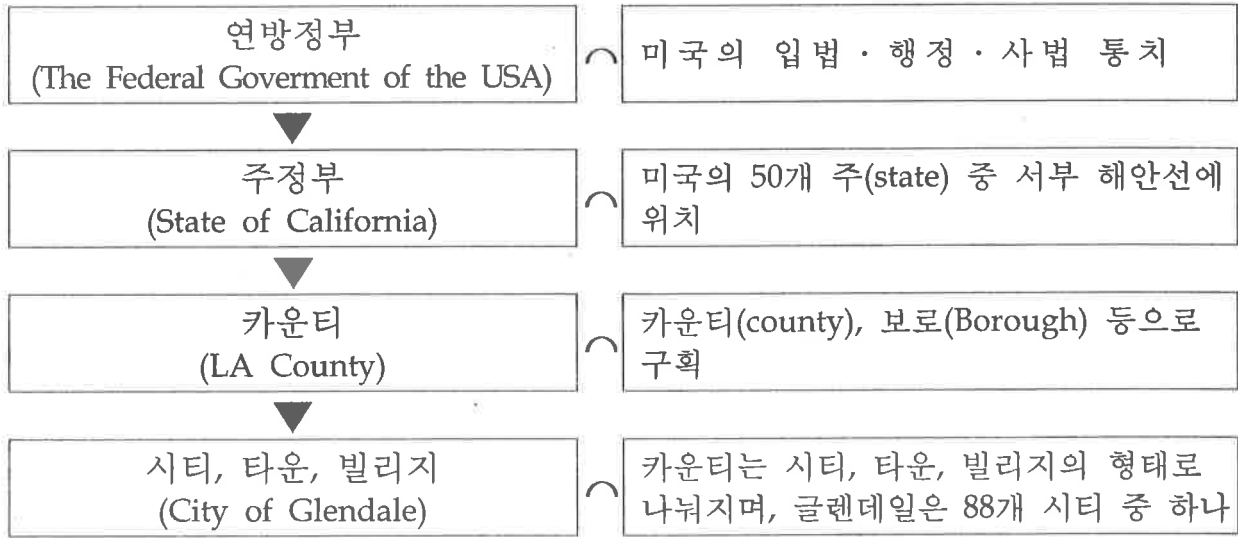 연방정부
(The Federal Goverment of the USA)
미국의 입법·행정·사법 통치
주정부
(State of California)
미국의 50개 주(state) 중 서부 해안선에
위치
카운티
(LA County)
카운티(county), 보로(Borough) 등으로
구획
시티, 타운, 빌리지
(City of Glendale)
카운티는 시티, 타운, 빌리지의 형태로
나눠지며, 글렌데일은 88개 시티 중 하나